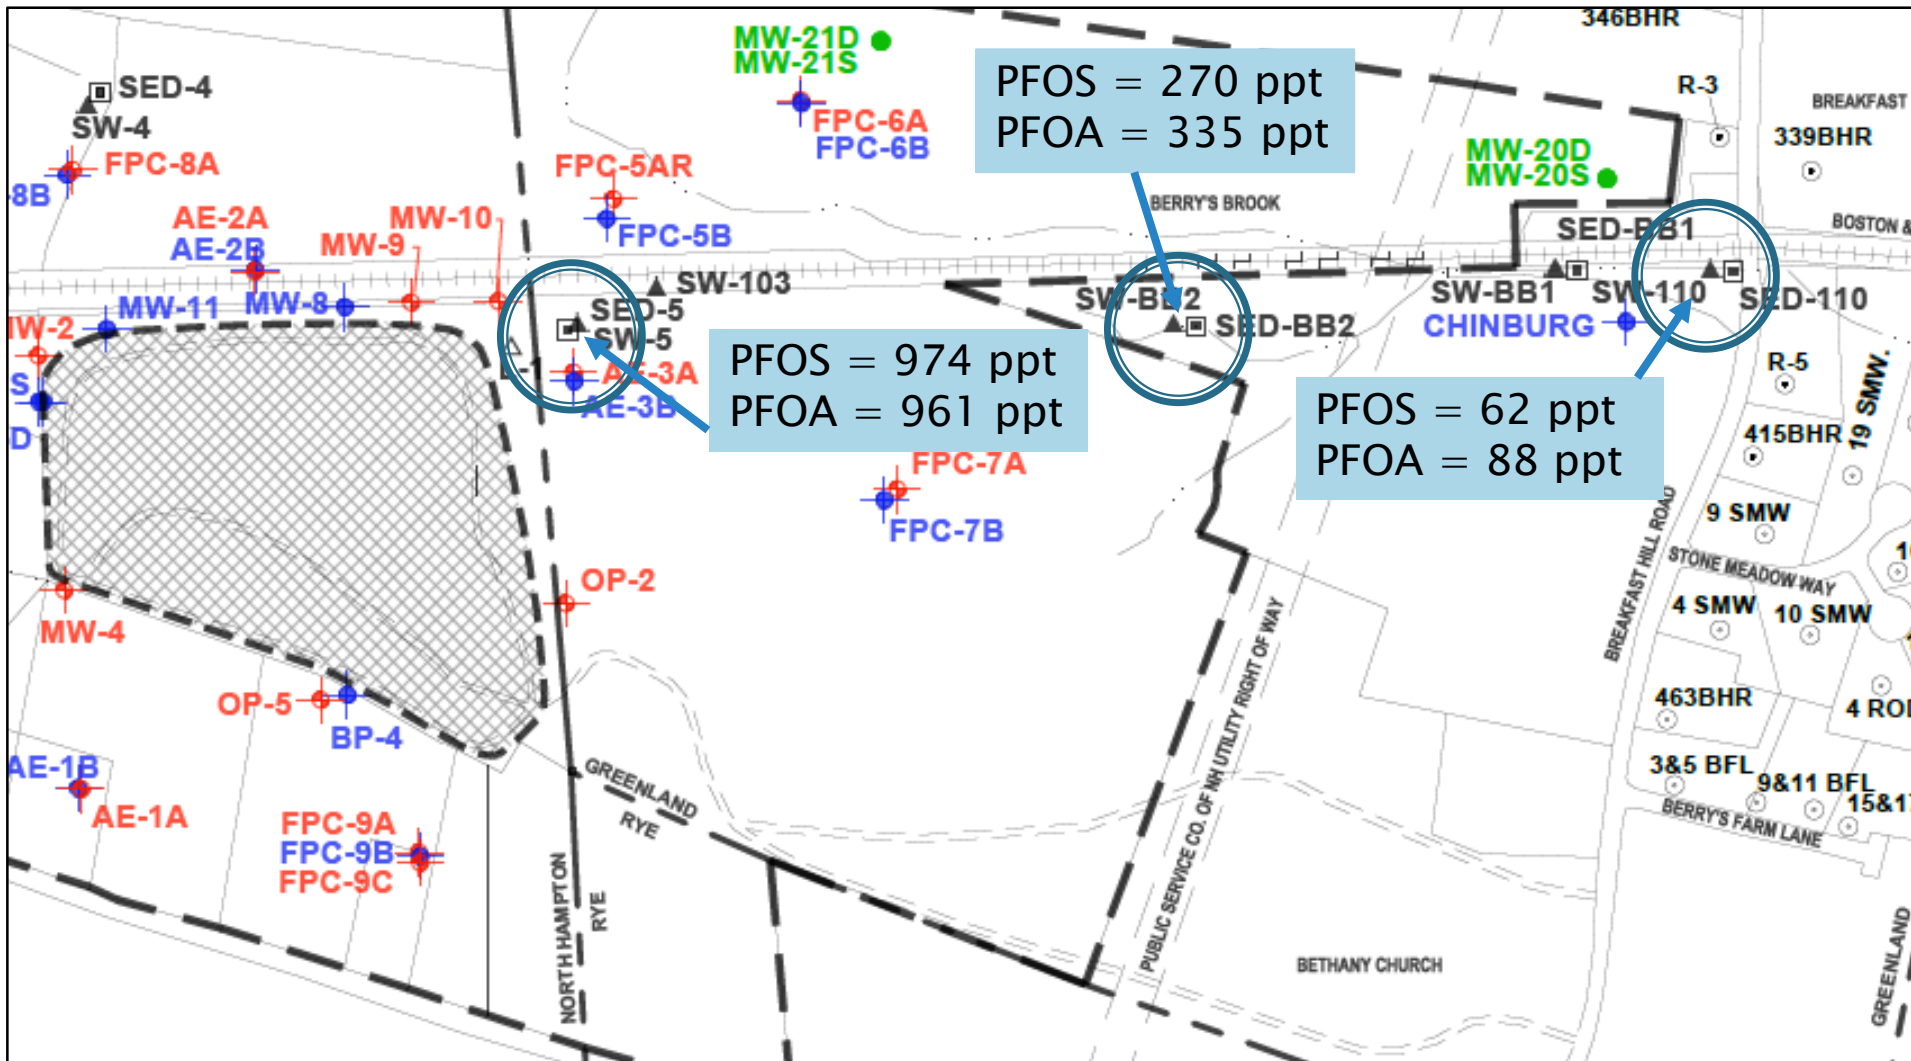 346BHR
MW-21D
MW-21S
PFOS = 270 ppt
PFOA = 335 ppt
SED-4
SW-4
R-3
BREAKFAST
FPC-6A
FPC-6B
339BHR
FPC-8A
-8B
FPC-5AR
MW-20D
MW-20S
BERRY'S BROOK
AE-2A
AE-2B
MW-10
MW-9
FPC-5B
SED-BB1
BOSTON &
SW-103
MW-11
MW-8
SED-5
SW-5
SW-BB2
SED-BB2
SW-BB1
SW-110
SED-110
CHINBURG
PFOS = 974 ppt
PFOA = 961 ppt
AE-3A
AE-3B
R-5
PFOS = 62 ppt
PFOA = 88 ppt
415BHR
19 SMW.
S
D
FPC-7A
FPC-7B
9 SMW
STONE MEADOW WAY
BREAKFAST HILL ROAD
OP-2
MW-4
4 SMW
10 SMW
OP-5
BP-4
463BHR
AE-1B
AE-1A
GREENLAND
RYE
3&5 BFL
9&11 BFL
BERRY'S FARM LANE
FPC-9A
FPC-9B
FPC-9C
NORTH HAMPTON
RYE
PUBLIC SERVICE CO. OF NH UTILITY RIGHT OF WAY
BETHANY CHURCH
GREENLAND